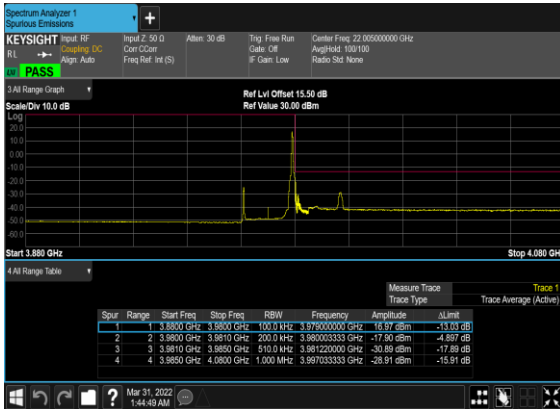 Spectrum Analyzer 1
Spurious Emissions
+
KEYSIGHT Input: RF Input Z: 50 Ω Atten: 30 dB Trig: Free Run Center Freq: 22.005000000 GHz
RL Coupling: DC Corr CCorr Gate: Off Avg|Hold: 100/100
Align: Auto Freq Ref: Int (S) IF Gain: Low Radio Std: None
PASS
3 All Range Graph
Ref Lvl Offset 15.50 dB
Scale/Div 10.0 dB Ref Value 30.00 dBm
Log
20.0
10.0
0.00
-10.0
-20.0
-30.0
-40.0
-50.0
-60.0
Start 3.880 GHz Stop 4.080 GH
4 All Range Table
Measure Trace Trace 1
Trace Type Trace Average (Active)
Spur Range Start Freq Stop Freq RBW Frequency Amplitude ΔLimit
1 1 3.8800 GHz 3.9800 GHz 100.0 kHz 3.979000000 GHz 16.97 dBm -13.03 dB
2 2 3.9800 GHz 3.9810 GHz 200.0 kHz 3.980003333 GHz -17.90 dBm -4.897 dB
3 3 3.9810 GHz 3.9850 GHz 510.0 kHz 3.981220000 GHz -30.89 dBm -17.89 dB
4 4 3.9850 GHz 4.0800 GHz 1.000 MHz 3.997033333 GHz -28.91 dBm -15.91 dB
? Mar 31, 2022
1:44:49 AM